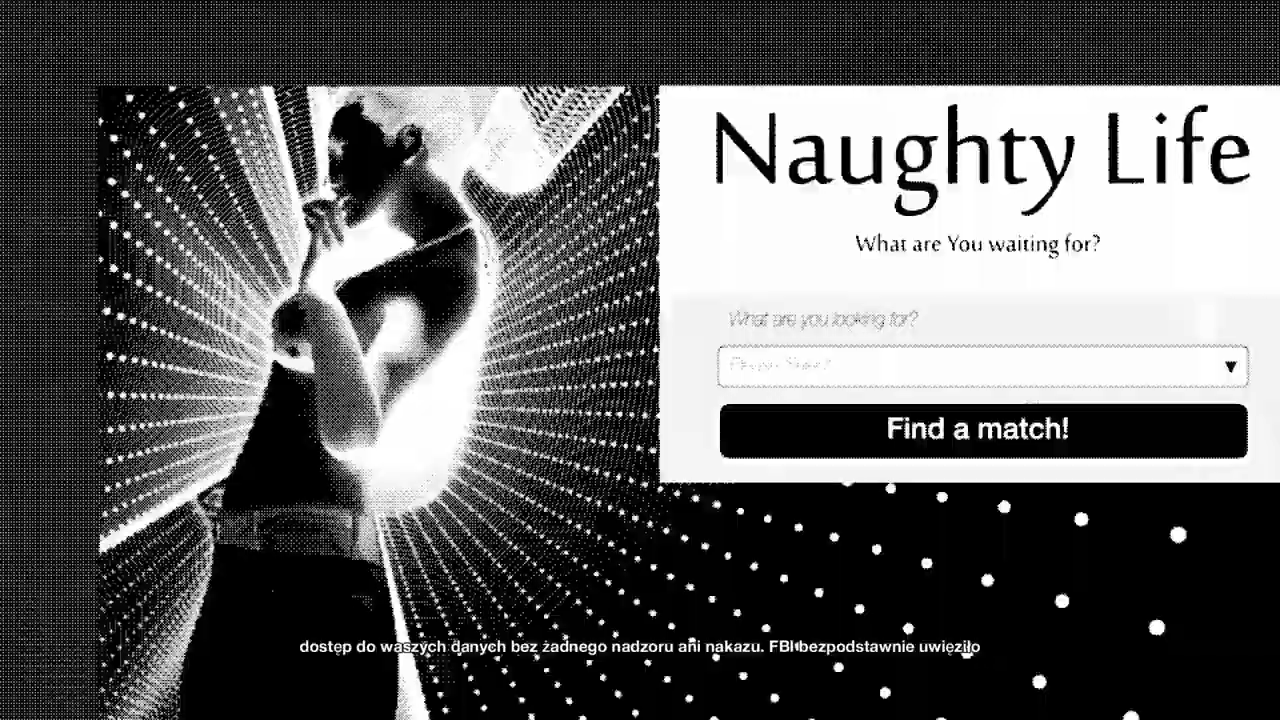 Naughty Life
What are You waiting for?
What are you looking for?
Find a match!
dostęp do waszych danych bez żadnego nadzoru ani nakazu. FBI bezpodstawnie uwięziło